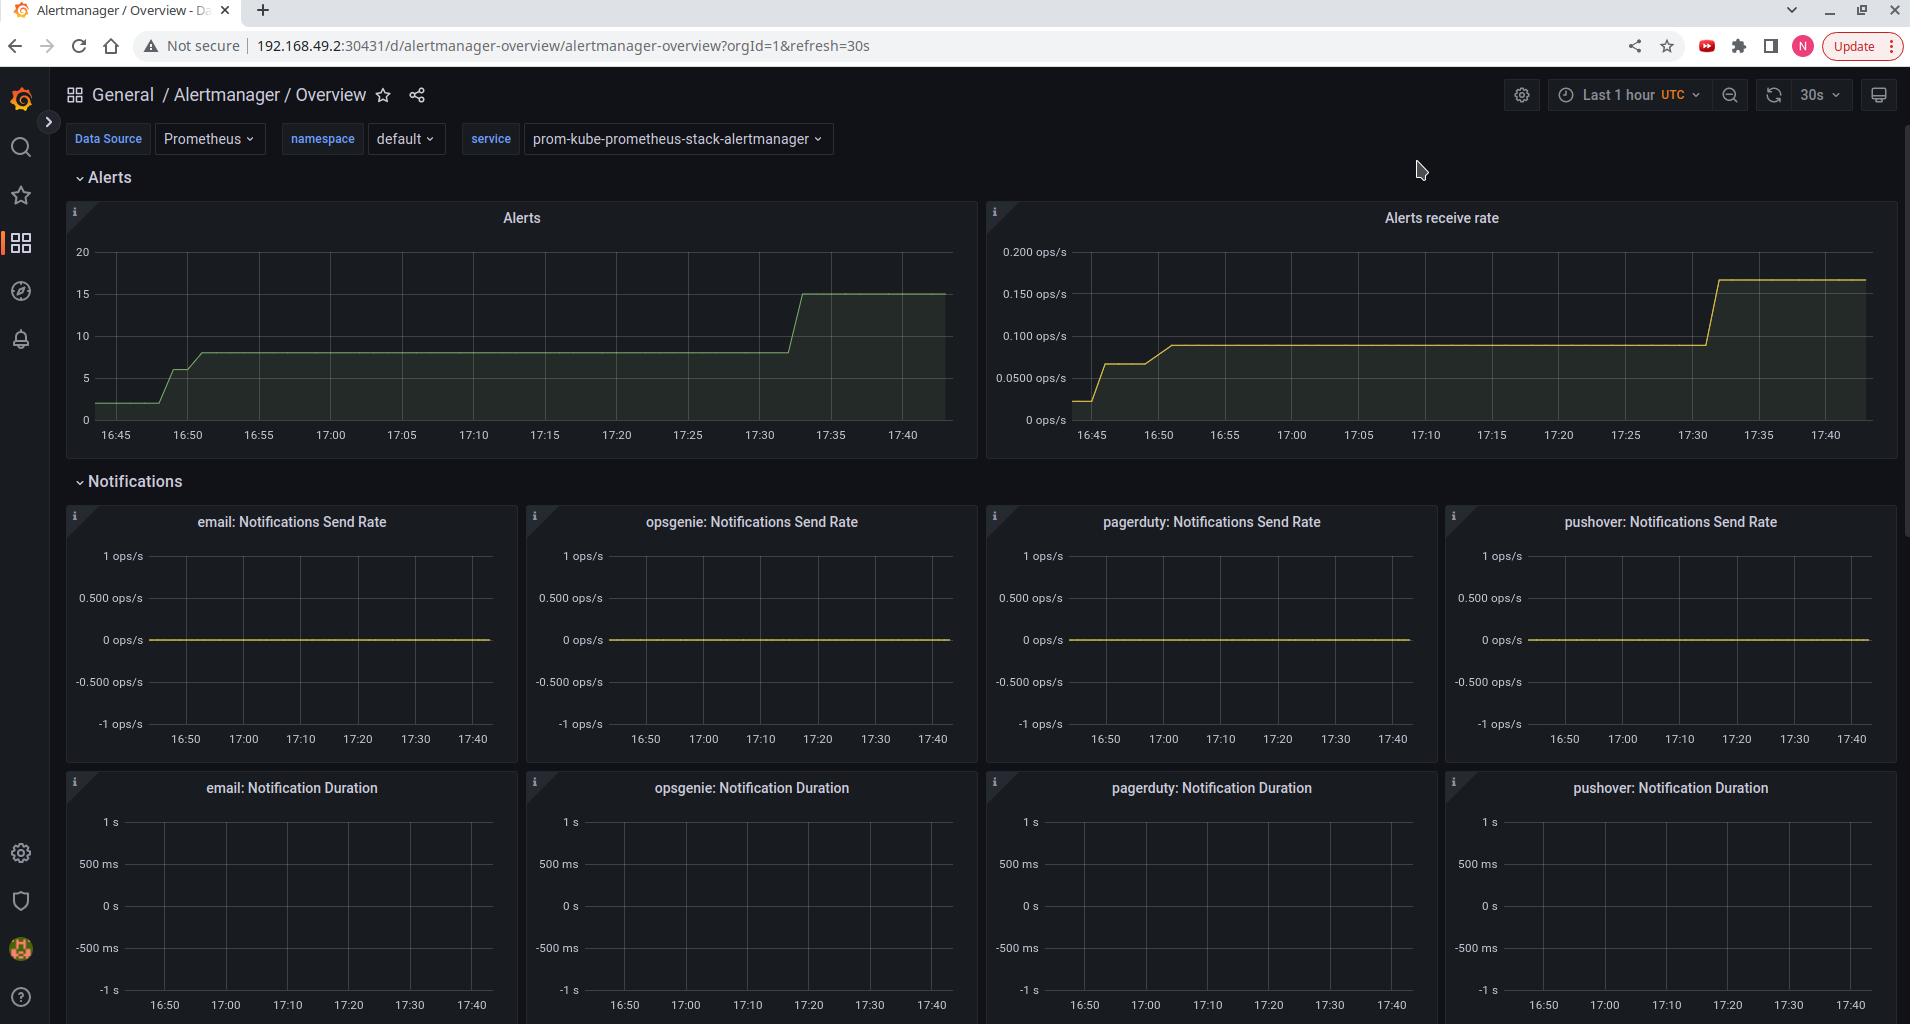 Alertmanager / Overview - Da
Not secure 192.168.49.2:30431/d/alertmanager-overview/alertmanager-overview?orgId=1&refresh=30s N Update
General / Alertmanager / Overview Last 1 hour UTC 30s
Data Source Prometheus namespace default service prom-kube-prometheus-stack-alertmanager
Alerts
Alerts
20
15
10
5
0
16:45 16:50 16:55 17:00 17:05 17:10 17:15 17:20 17:25 17:30 17:35 17:40
Alerts receive rate
0.200 ops/s
0.150 ops/s
0.100 ops/s
0.0500 ops/s
0 ops/s
16:45 16:50 16:55 17:00 17:05 17:10 17:15 17:20 17:25 17:30 17:35 17:40
Notifications
email: Notifications Send Rate
1 ops/s
0.500 ops/s
0 ops/s
-0.500 ops/s
-1 ops/s
16:50 17:00 17:10 17:20 17:30 17:40
opsgenie: Notifications Send Rate
1 ops/s
0.500 ops/s
0 ops/s
-0.500 ops/s
-1 ops/s
16:50 17:00 17:10 17:20 17:30 17:40
pagerduty: Notifications Send Rate
1 ops/s
0.500 ops/s
0 ops/s
-0.500 ops/s
-1 ops/s
16:50 17:00 17:10 17:20 17:30 17:40
pushover: Notifications Send Rate
1 ops/s
0.500 ops/s
0 ops/s
-0.500 ops/s
-1 ops/s
16:50 17:00 17:10 17:20 17:30 17:40
email: Notification Duration
1 s
500 ms
0 s
-500 ms
-1 s
16:50 17:00 17:10 17:20 17:30 17:40
opsgenie: Notification Duration
1 s
500 ms
0 s
-500 ms
-1 s
16:50 17:00 17:10 17:20 17:30 17:40
pagerduty: Notification Duration
1 s
500 ms
0 s
-500 ms
-1 s
16:50 17:00 17:10 17:20 17:30 17:40
pushover: Notification Duration
1 s
500 ms
0 s
-500 ms
-1 s
16:50 17:00 17:10 17:20 17:30 17:40